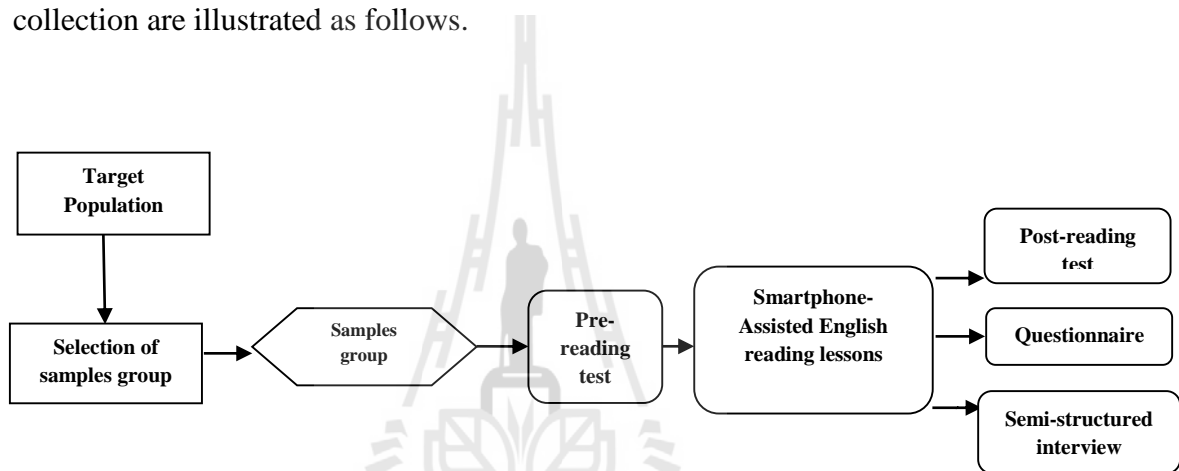 collection are illustrated as follows.
Target
Population
Selection of
samples group
Samples
group
Pre-
reading
test
Smartphone-
Assisted English
reading lessons
Post-reading
test
Questionnaire
Semi-structured
interview